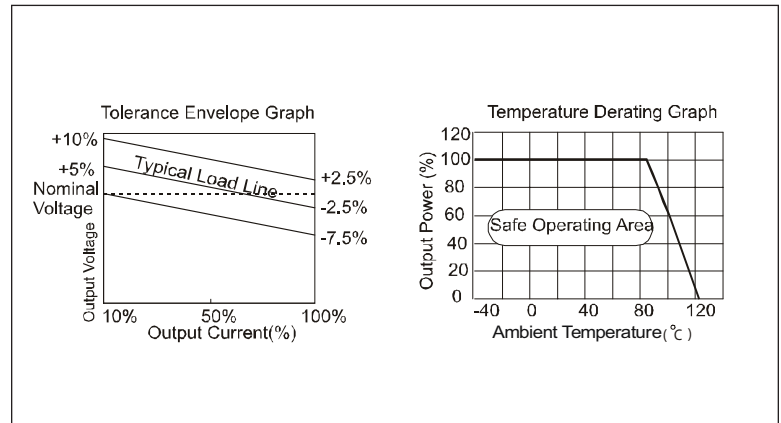 Tolerance Envelope Graph
+10%
+5%
Nominal
Voltage
Output Voltage
Typical Load Line
+2.5%
-2.5%
-7.5%
10% 50% 100%
Output Current(%)
Temperature Derating Graph
Output Power (%)
120
100
80
60
40
20
0
Safe Operating Area
-40 0 40 80 120
Ambient Temperature(℃)